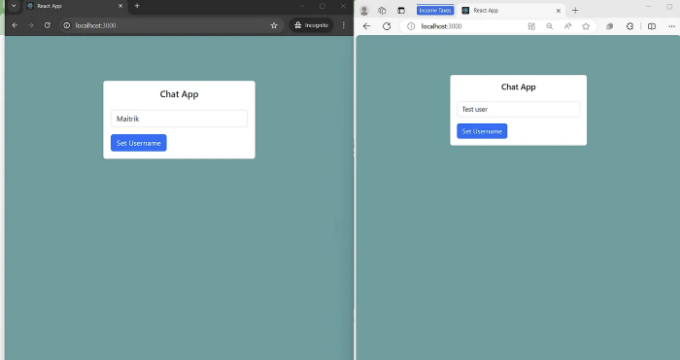 React App
localhost:3000
Incognito
Chat App
Maitrik
Set Username
Income Taxes
React App
localhost:3000
Chat App
Test user
Set Username